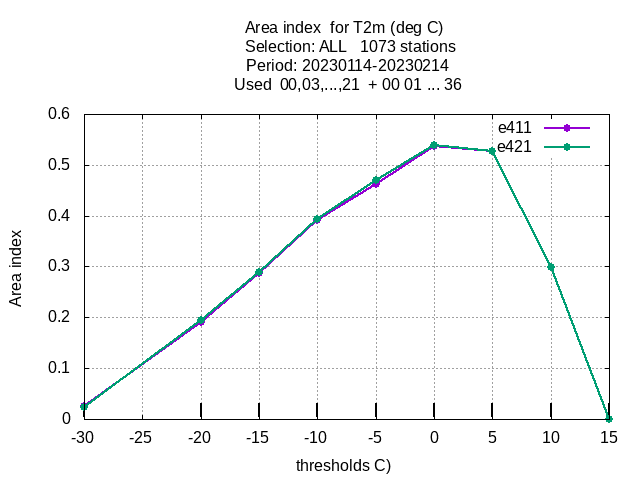 Area index  for T2m (deg C)
Selection: ALL   1073 stations
Period: 20230114-20230214
Used  00,03,...,21  + 00 01 ... 36
0.6
0.5
0.4
0.3
0.2
0.1
0
Area index
e411
e421
-30 -25 -20 -15 -10 -5 0 5 10 15
thresholds C)